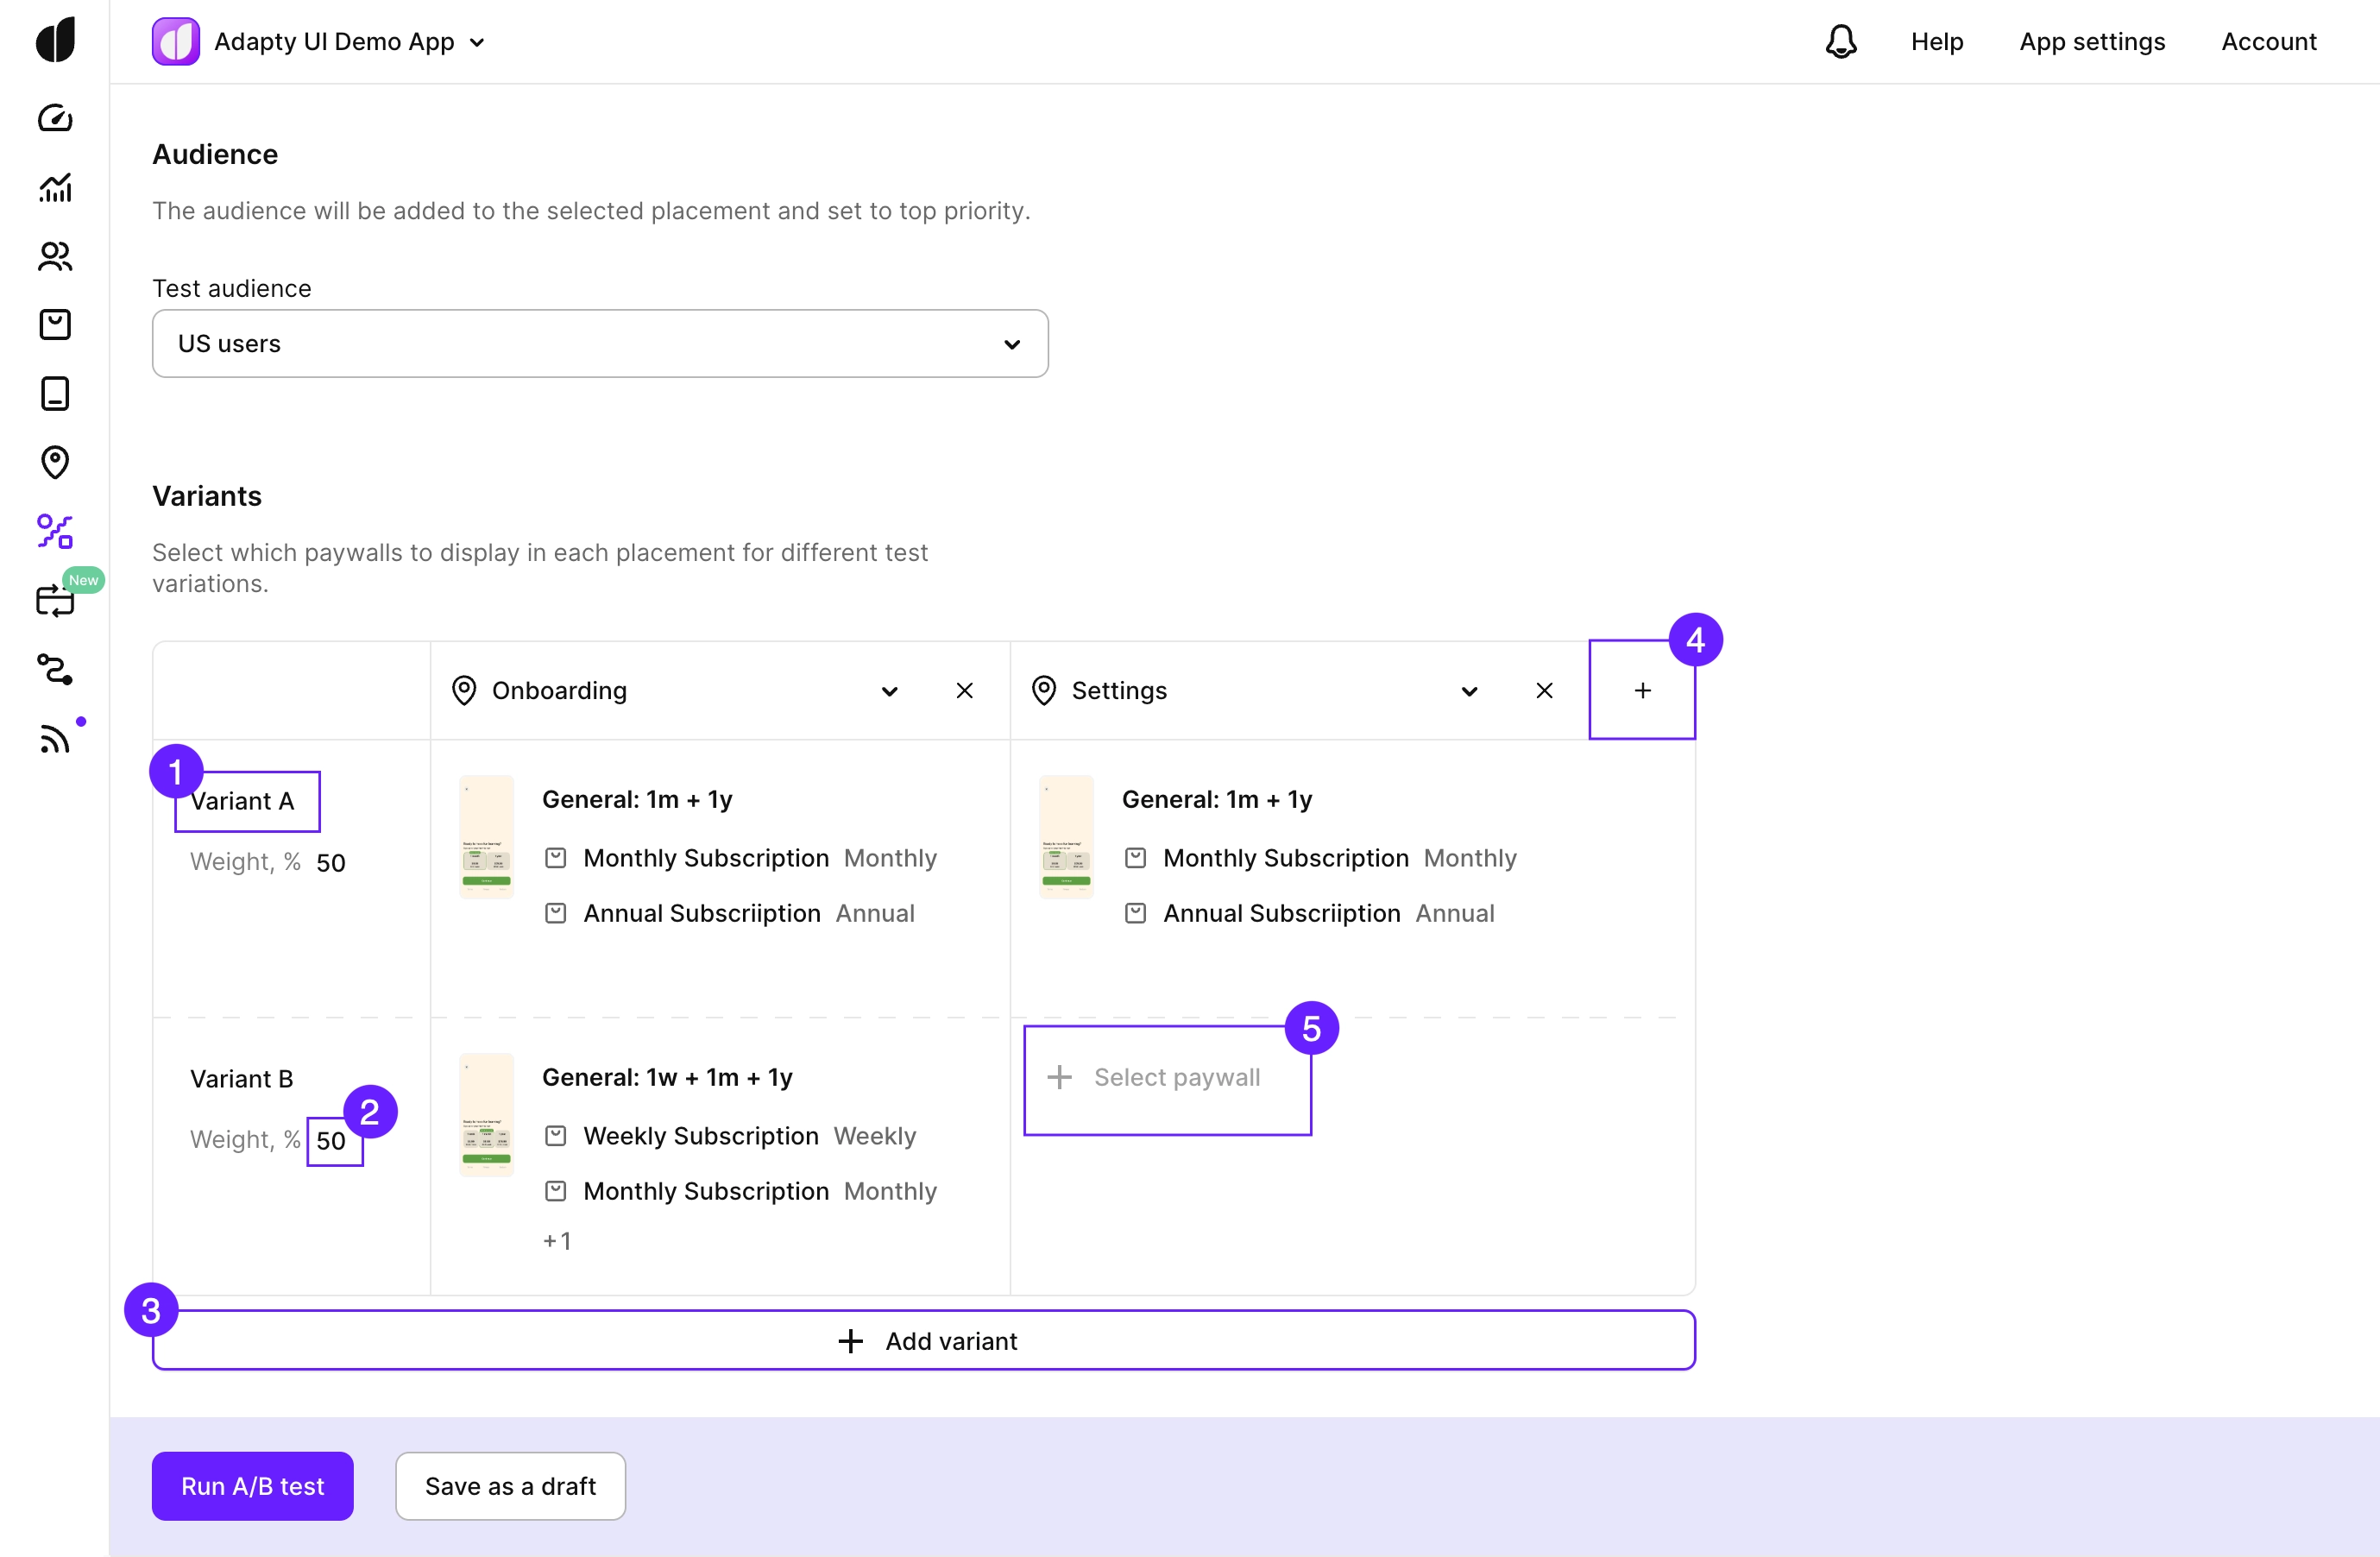 Adapty UI Demo App
Help
App settings
Account
Audience
The audience will be added to the selected placement and set to top priority.
Test audience
US users
Variants
Select which paywalls to display in each placement for different test
variations.
New
Onboarding
Settings
4
1
Variant A
Weight, % 50
General: 1m + 1y
Monthly Subscription Monthly
Annual Subscriiption Annual
General: 1m + 1y
Monthly Subscription Monthly
Annual Subscriiption Annual
Variant B
Weight, % 50
2
General: 1w + 1m + 1y
Weekly Subscription Weekly
Monthly Subscription Monthly
+1
5
Select paywall
3
Add variant
Run A/B test
Save as a draft